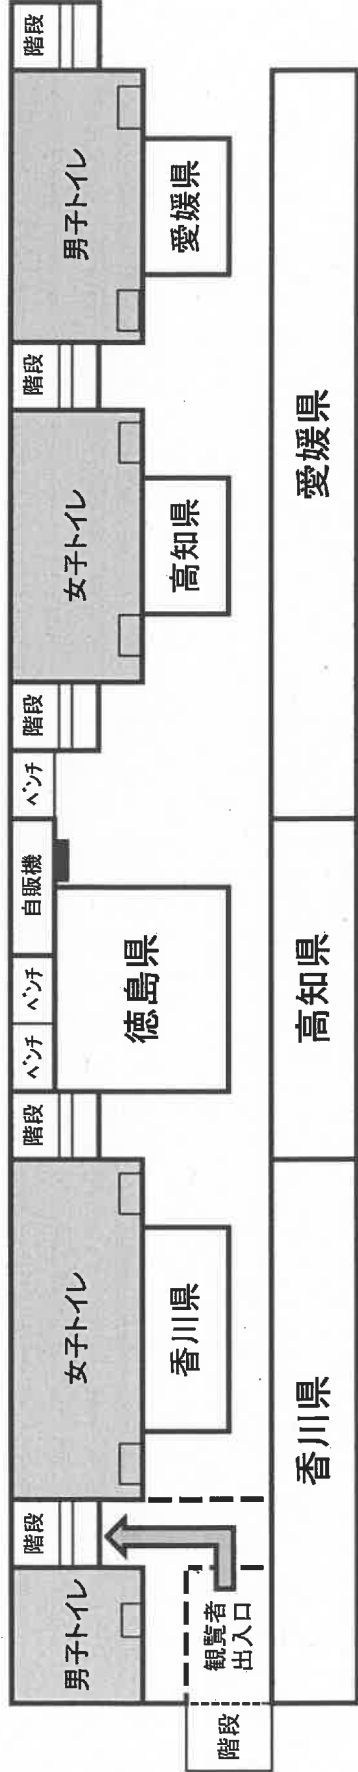 階段
男子トイレ
階段
女子トイレ
階段
ベンチ
自販機
ベンチ
ベンチ
階段
女子トイレ
階段
男子トイレ
愛媛県
高知県
徳島県
香川県
観覧者
出入口
階段
愛媛県
高知県
香川県